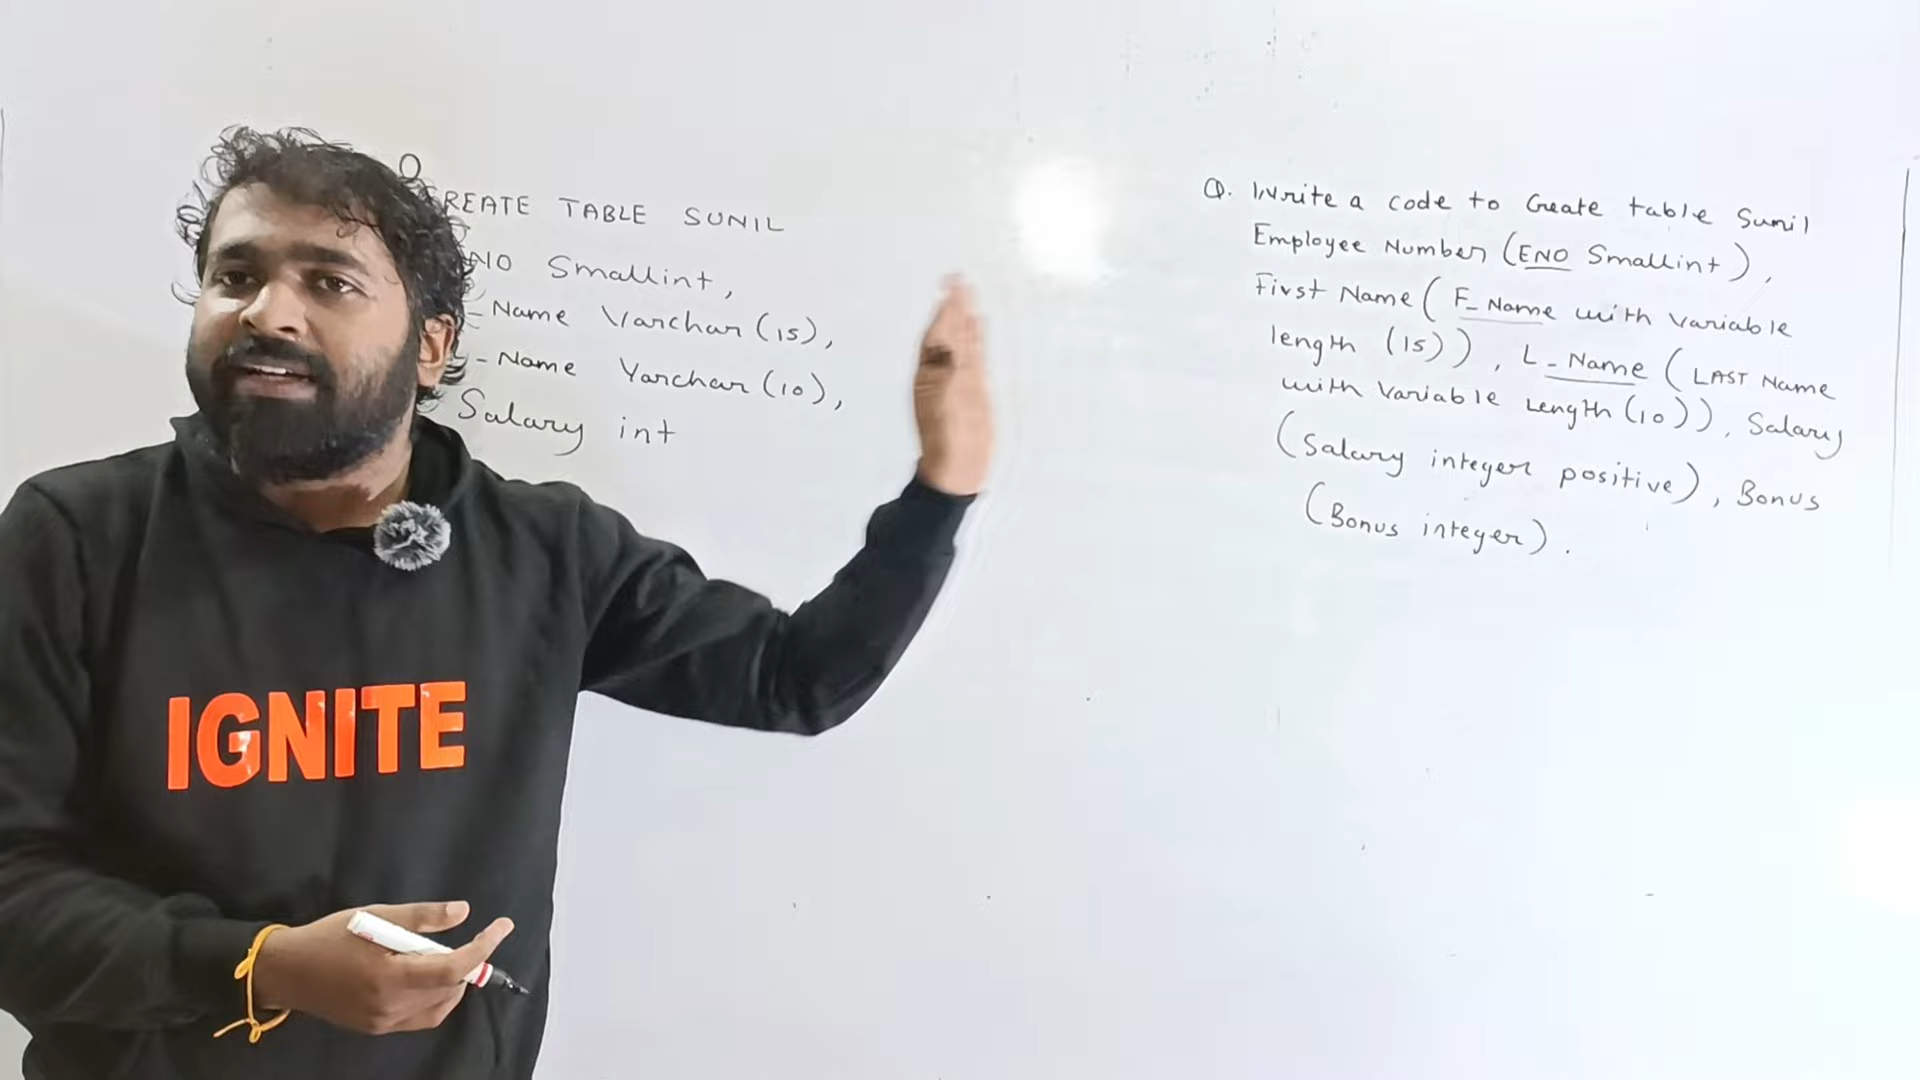 CREATE TABLE SUNIL
NO Smallint,
_Name Varchar (15),
-Name Varchar (10),
Salary int
Q. Write a code to Create table Sunil
Employee Number (ENO Smallint),
First Name (F_Name with variable
length (15)), L-Name (LAST Name
with Variable Length (10)), Salary
(Salary integer positive), Bonus
(Bonus integer).
IGNITE